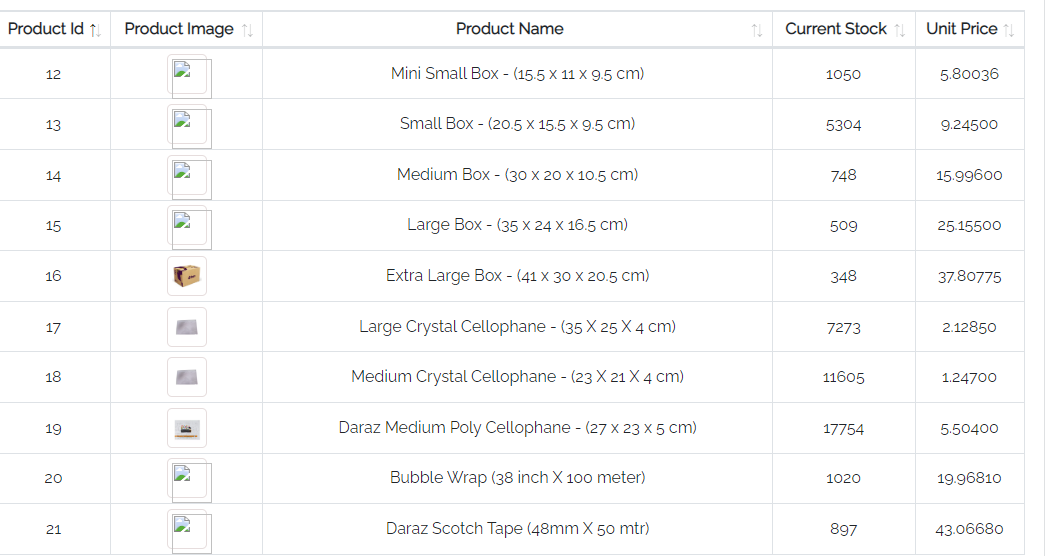 Product Id Product Image Product Name Current Stock Unit Price
12 Mini Small Box - (15.5 x 11 x 9.5 cm) 1050 5.80036
13 Small Box - (20.5 x 15.5 x 9.5 cm) 5304 9.24500
14 Medium Box - (30 x 20 x 10.5 cm) 748 15.99600
15 Large Box - (35 x 24 x 16.5 cm) 509 25.15500
16 Extra Large Box - (41 x 30 x 20.5 cm) 348 37.80775
17 Large Crystal Cellophane - (35 X 25 X 4 cm) 7273 2.12850
18 Medium Crystal Cellophane - (23 X 21 X 4 cm) 11605 1.24700
19 Daraz Medium Poly Cellophane - (27 x 23 x 5 cm) 17754 5.50400
20 Bubble Wrap (38 inch X 100 meter) 1020 19.96810
21 Daraz Scotch Tape (48mm X 50 mtr) 897 43.06680